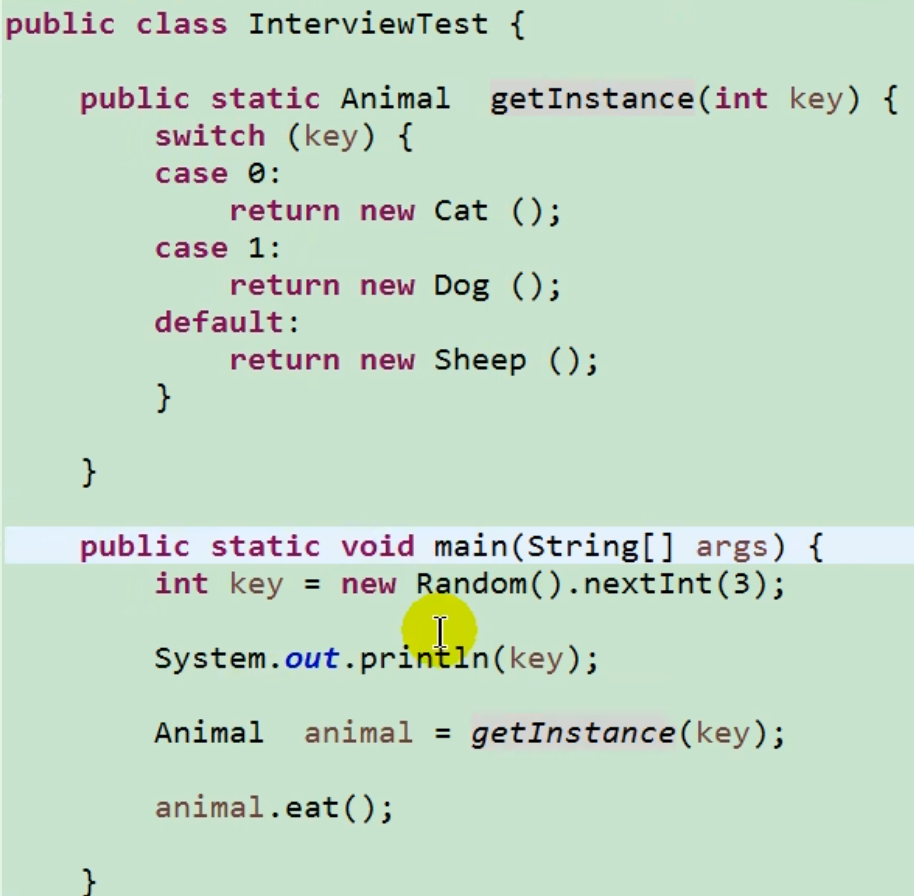 public class InterviewTest {
public static Animal  getInstance(int key) {
switch (key) {
case 0:
return new Cat ();
case 1:
return new Dog ();
default:
return new Sheep ();
}
}
public static void main(String[] args) {
int key = new Random().nextInt(3);
System.out.println(key);
Animal  animal = getInstance(key);
animal.eat();
}